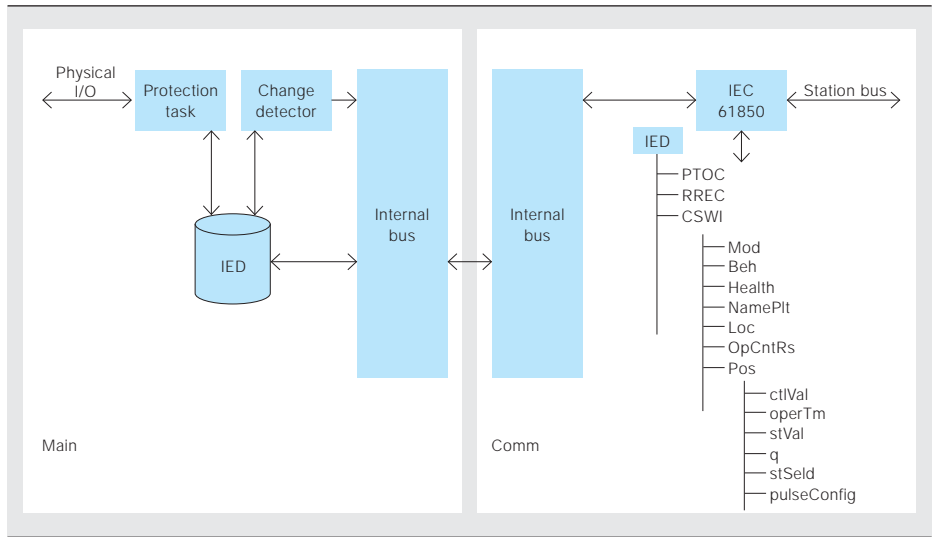 Physical
I/O
Protection
task
Change
detector
Internal
bus
IED
Main
Internal
bus
IEC
61850
Station bus
IED
PTOC
RREC
CSWI
Mod
Beh
Health
NamePlt
Loc
OpCntRs
Pos
ctlVal
operTm
stVal
q
stSeld
pulseConfig
Comm